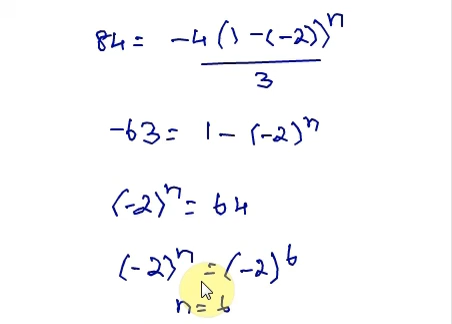 84 = -4(1-(-2))^n / 3
-63 = 1 - (-2)^n
(-2)^n = 64
(-2)^n = (-2)^6
n = 6